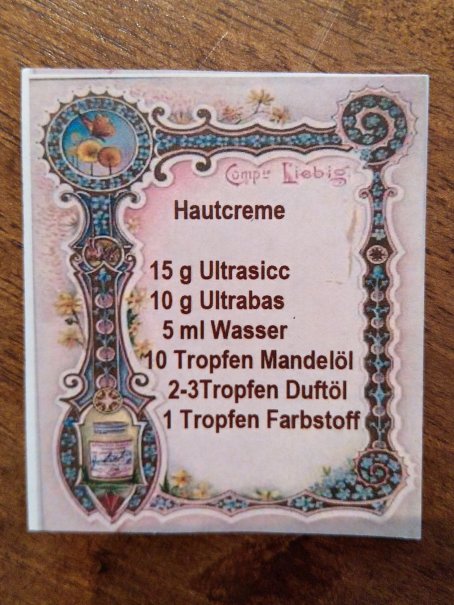 Compie Liebig
Hautcreme
15 g Ultrasicc
10 g Ultrabas
5 ml Wasser
10 Tropfen Mandelöl
2-3Tropfen Duftöl
1 Tropfen Farbstoff